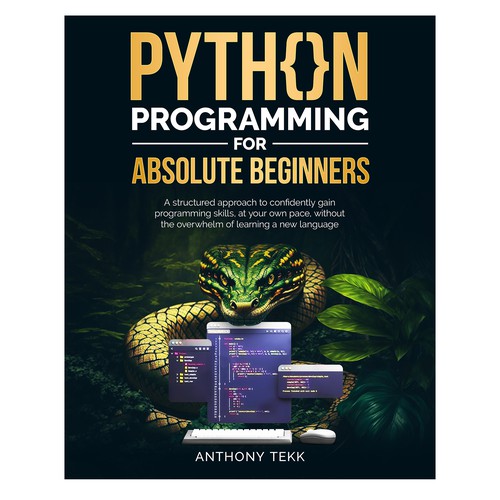 PYTH{}N
PROGRAMMING
FOR
ABSOLUTE BEGINNERS
A structured approach to confidently gain
programming skills, at your own pace, without
the overwhelm of learning a new language
ANTHONY TEKK